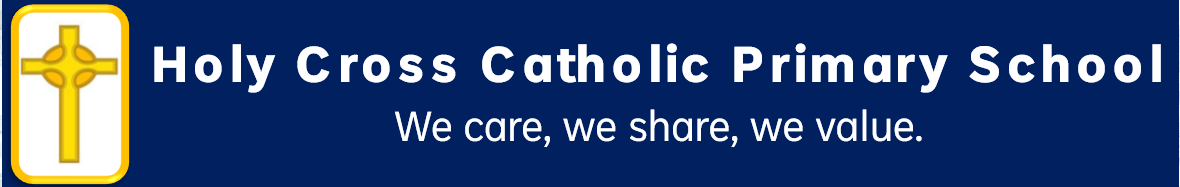 Holy Cross Catholic Primary School
We care, we share, we value.